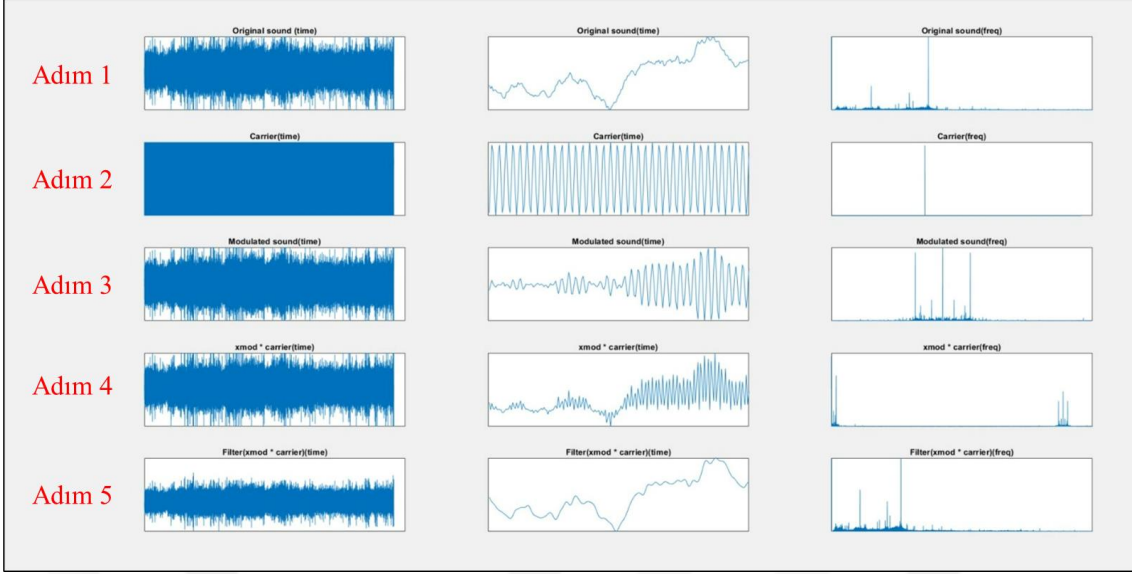 Original sound (time)
Original sound(time)
Original sound(freq)
Adım 1
Carrier(time)
Carrier(time)
Carrier(freq)
Adım 2
Modulated sound(time)
Modulated sound(time)
Modulated sound(freq)
Adım 3
xmod * carrier(time)
xmod * carrier(time)
xmod * carrier(freq)
Adım 4
Filter(xmod * carrier)(time)
Filter(xmod * carrier)(time)
Filter(xmod * carrier)(freq)
Adım 5